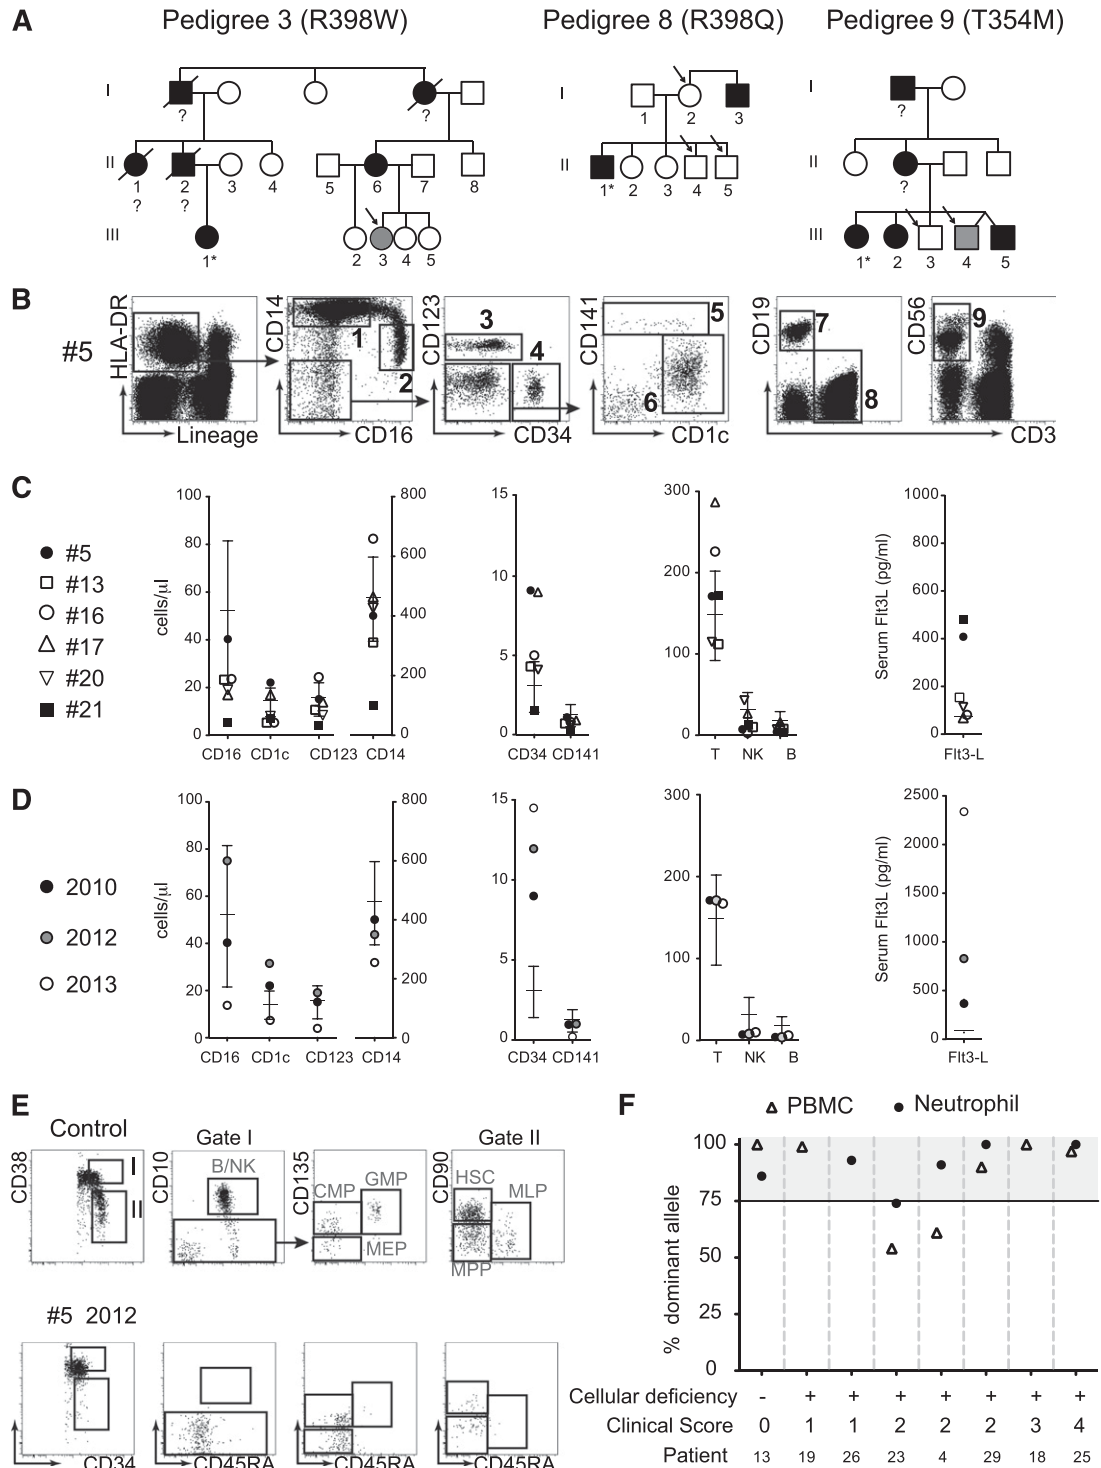 A Pedigree 3 (R398W) Pedigree 8 (R398Q) Pedigree 9 (T354M)
I ? ? I 1 2 3 I ?
II 1 2 3 4 5 6 7 8 II 1* 2 3 4 5 II ?
? ?
III 1* 2 3 4 5 III 1* 2 3 4 5
B
#5
HLA-DR Lineage
CD14 CD16 1 2
CD123 CD34 3 4
CD141 CD1c 5 6
CD19 7 8
CD56 CD3 9
C
#5
#13
#16
#17
#20
#21
cells/µl
100 80 60 40 20 0
800 600 400 200 0
CD16 CD1c CD123 CD14
15 10 5 0
CD34 CD141
300 200 100 0
T NK B
Serum Flt3L (pg/ml)
1000 800 600 400 200 0
Flt3-L
D
2010
2012
2013
cells/µl
100 80 60 40 20 0
800 600 400 200 0
CD16 CD1c CD123 CD14
15 10 5 0
CD34 CD141
300 200 100 0
T NK B
Serum Flt3L (pg/ml)
2500 2000 1500 1000 500 0
Flt3-L
E
Control Gate I Gate II
CD38 I II
CD10 B/NK
CD135 CMP GMP MEP
CD90 HSC MLP MPP
#5 2012
CD34 CD45RA CD45RA CD45RA
F
PBMC Neutrophil
% dominant allele
100
75
50
25
0
Cellular deficiency - + + + + + + +
Clinical Score 0 1 1 2 2 2 3 4
Patient 13 19 26 23 4 29 18 25